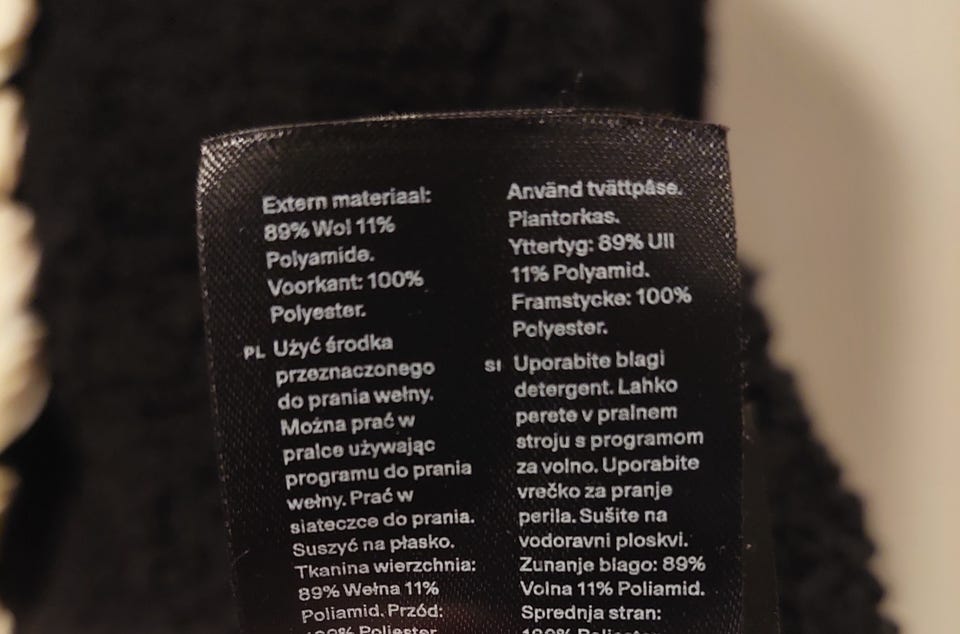 Extern materiaal:
89% Wol 11%
Polyamide.
Voorkant: 100%
Polyester.
PL Użyć środka
przeznaczonego
do prania wełny.
Można prać w
pralce używając
programu do prania
wełny. Prać w
siateczce do prania.
Suszyć na płasko.
Tkanina wierzchnia:
89% Wełna 11%
Poliamid. Przód:
100% Poliester
Använd tvättpåse.
Plantorkas.
Yttertyg: 89% Ull
11% Polyamid.
Framstycke: 100%
Polyester.
SI Uporabite blagi
detergent. Lahko
perete v pralnem
stroju s programom
za volno. Uporabite
vrečko za pranje
perila. Sušite na
vodoravni ploskvi.
Zunanje blago: 89%
Volna 11% Poliamid.
Sprednja stran:
100%